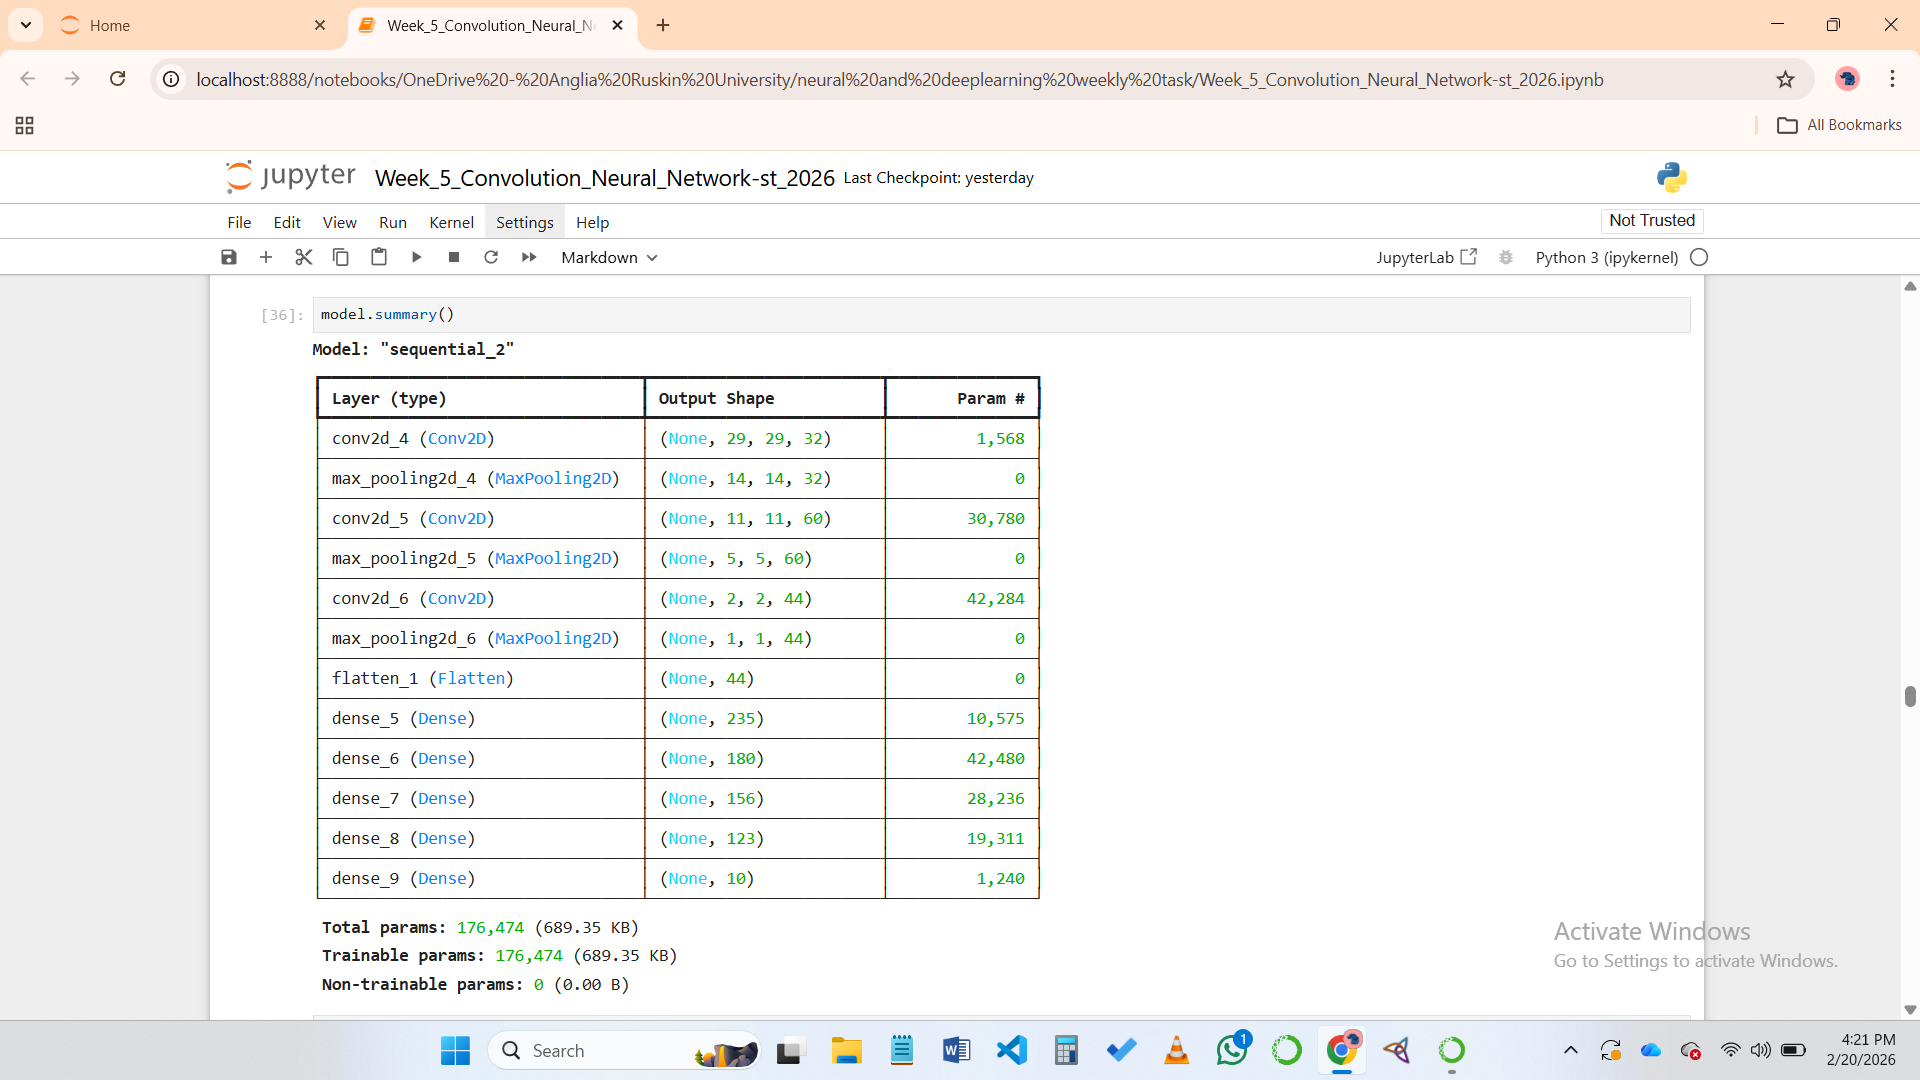 Home
Week_5_Convolution_Neural_N
localhost:8888/notebooks/OneDrive%20-%20Anglia%20Ruskin%20University/neural%20and%20deeplearning%20weekly%20task/Week_5_Convolution_Neural_Network-st_2026.ipynb
All Bookmarks
jupyter Week_5_Convolution_Neural_Network-st_2026 Last Checkpoint: yesterday
File Edit View Run Kernel Settings Help Not Trusted
Markdown JupyterLab Python 3 (ipykernel)
[36]: model.summary()
Model: "sequential_2"
Layer (type) Output Shape Param #
conv2d_4 (Conv2D) (None, 29, 29, 32) 1,568
max_pooling2d_4 (MaxPooling2D) (None, 14, 14, 32) 0
conv2d_5 (Conv2D) (None, 11, 11, 60) 30,780
max_pooling2d_5 (MaxPooling2D) (None, 5, 5, 60) 0
conv2d_6 (Conv2D) (None, 2, 2, 44) 42,284
max_pooling2d_6 (MaxPooling2D) (None, 1, 1, 44) 0
flatten_1 (Flatten) (None, 44) 0
dense_5 (Dense) (None, 235) 10,575
dense_6 (Dense) (None, 180) 42,480
dense_7 (Dense) (None, 156) 28,236
dense_8 (Dense) (None, 123) 19,311
dense_9 (Dense) (None, 10) 1,240
Total params: 176,474 (689.35 KB)
Trainable params: 176,474 (689.35 KB)
Non-trainable params: 0 (0.00 B)
Activate Windows
Go to Settings to activate Windows.
Search
1
4:21 PM
2/20/2026